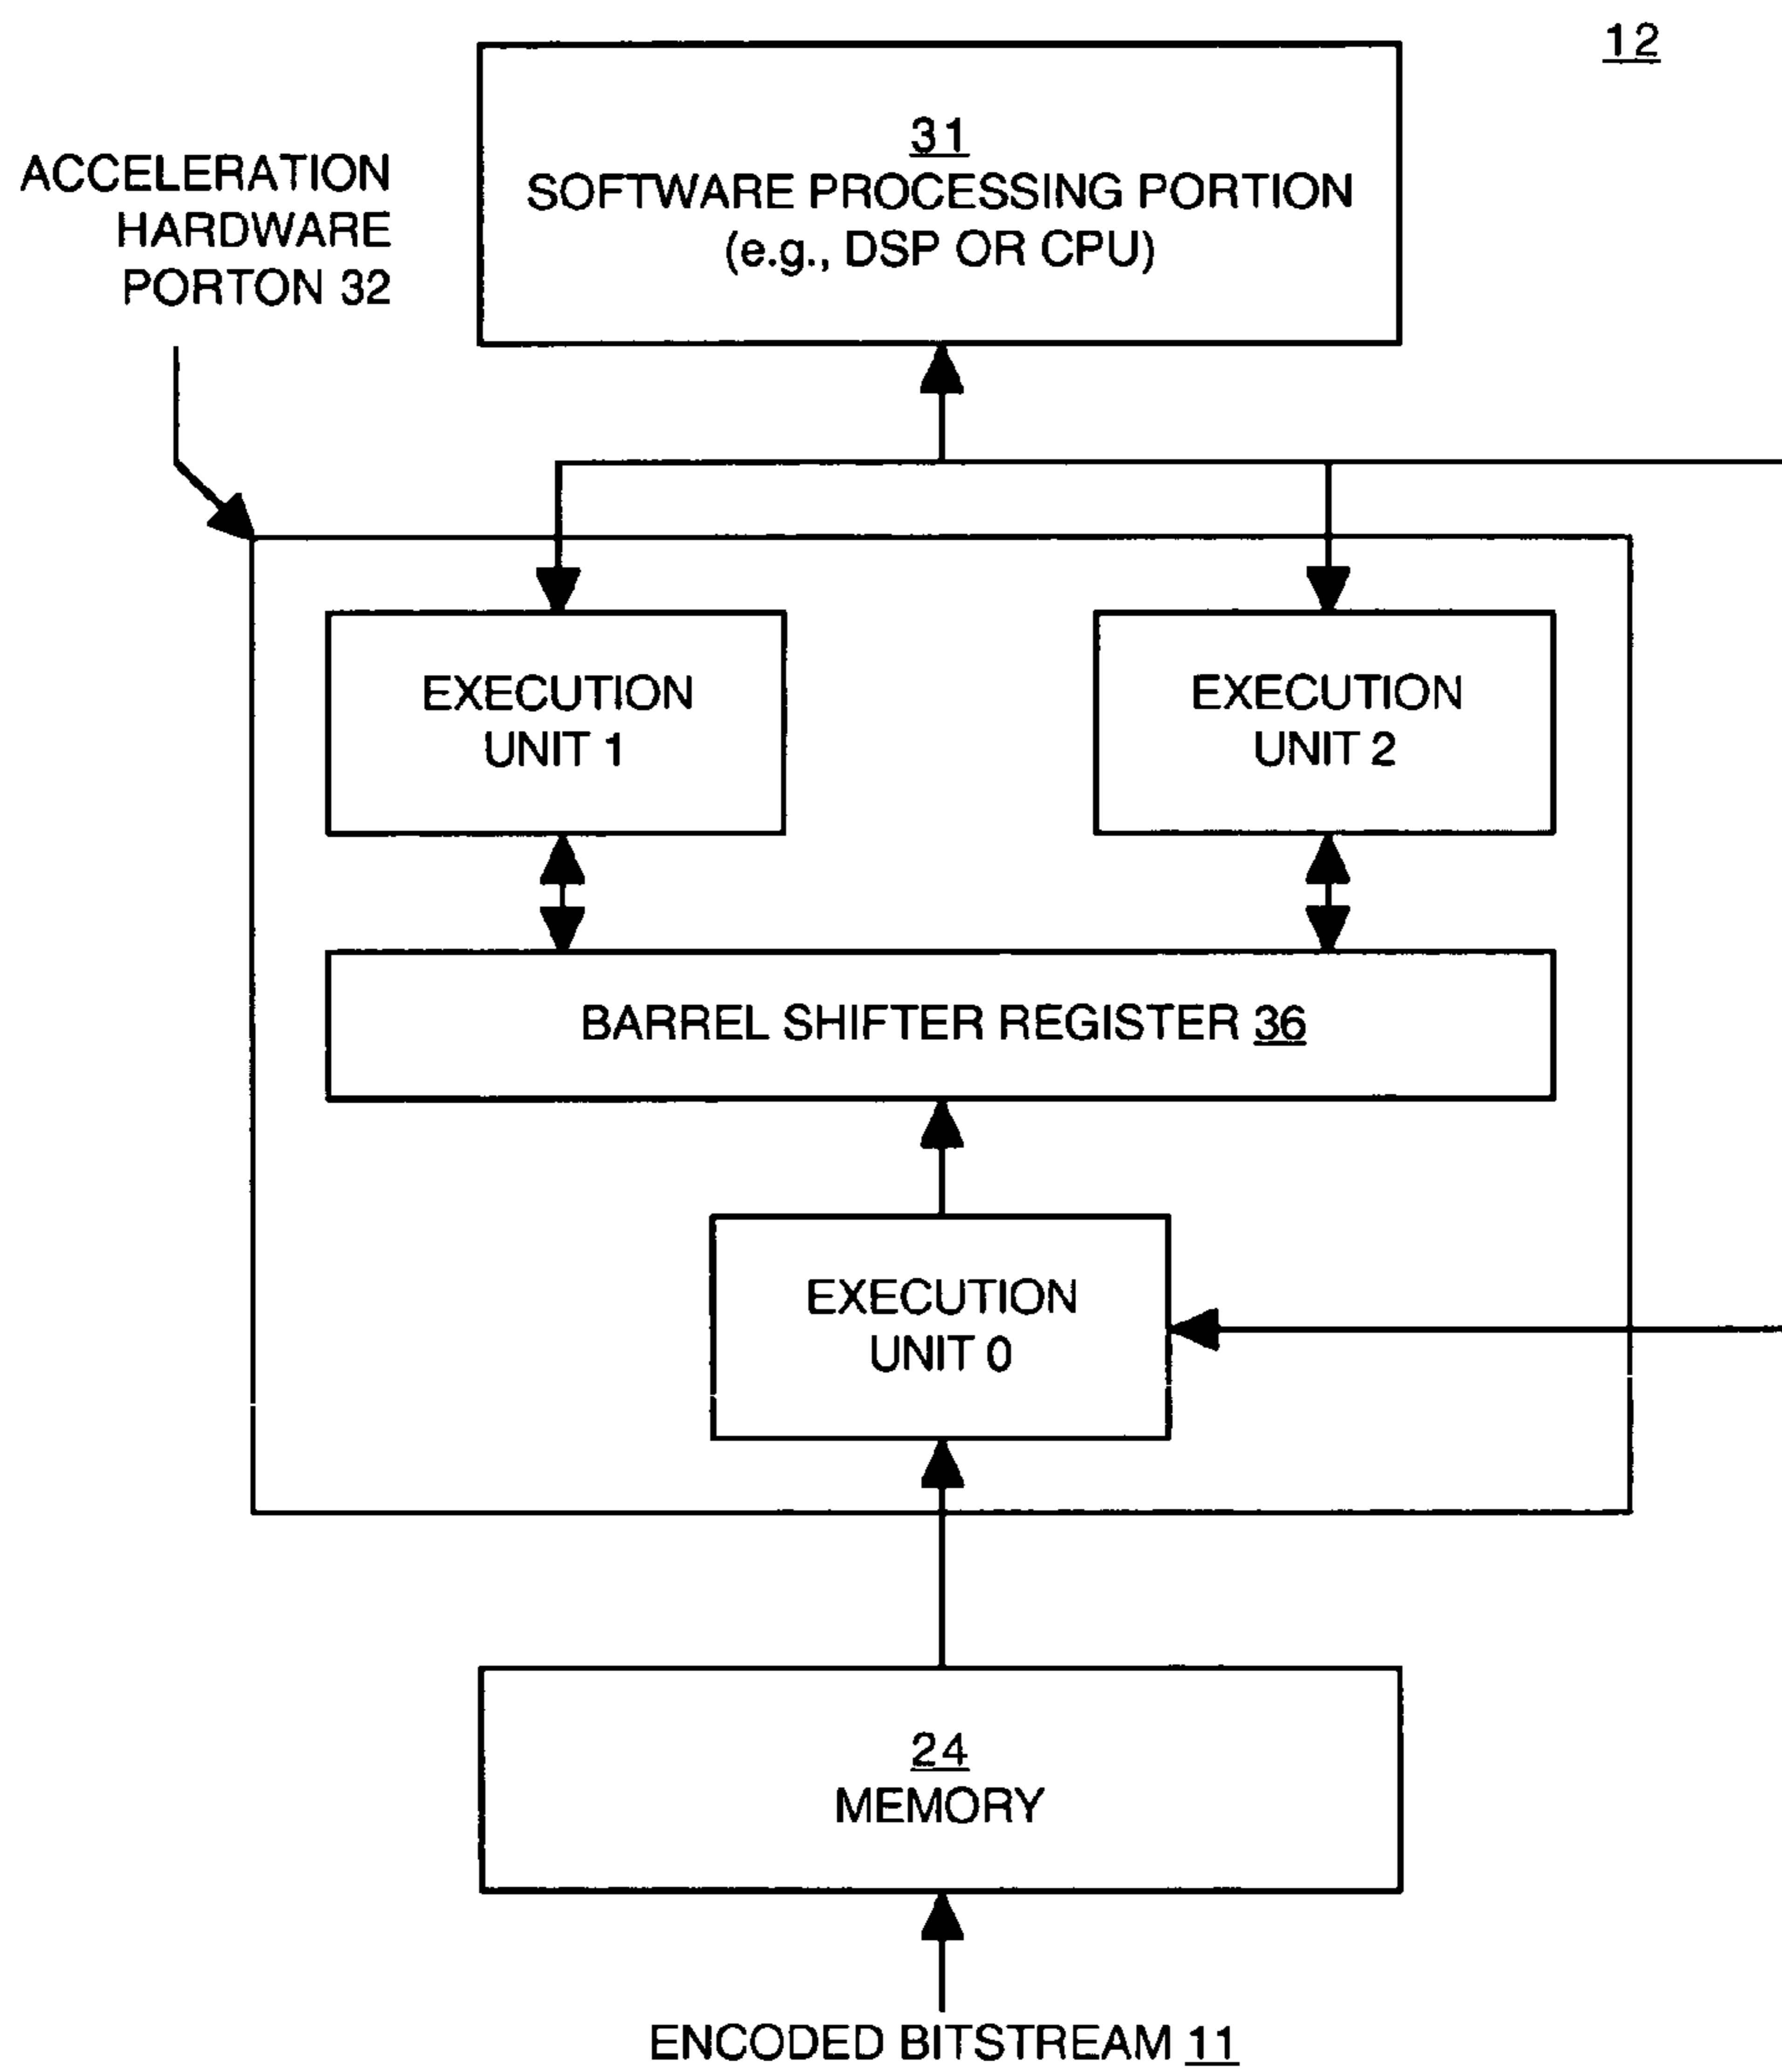 12
31
SOFTWARE PROCESSING PORTION
(e.g., DSP OR CPU)
ACCELERATION
HARDWARE
PORTON 32
EXECUTION
UNIT 1
EXECUTION
UNIT 2
BARREL SHIFTER REGISTER 36
EXECUTION
UNIT 0
24
MEMORY
ENCODED BITSTREAM 11